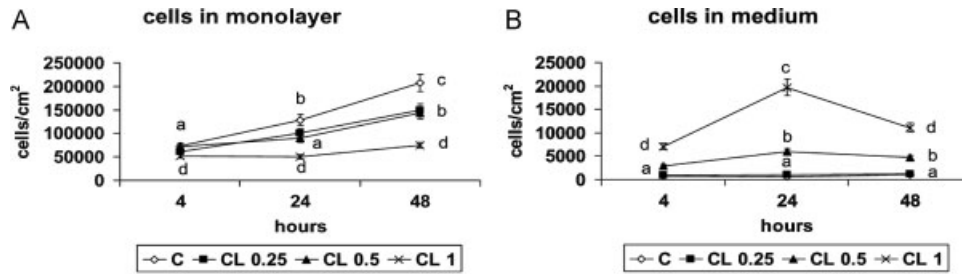 A
cells in monolayer
cells/cm²
250000
200000
150000
100000
50000
0
a
b
c
a
b
d
d
d
4
24
48
hours
C
CL 0.25
CL 0.5
CL 1
B
cells in medium
cells/cm²
25000
20000
15000
10000
5000
0
c
d
d
b
b
a
a
a
4
24
48
hours
C
CL 0.25
CL 0.5
CL 1